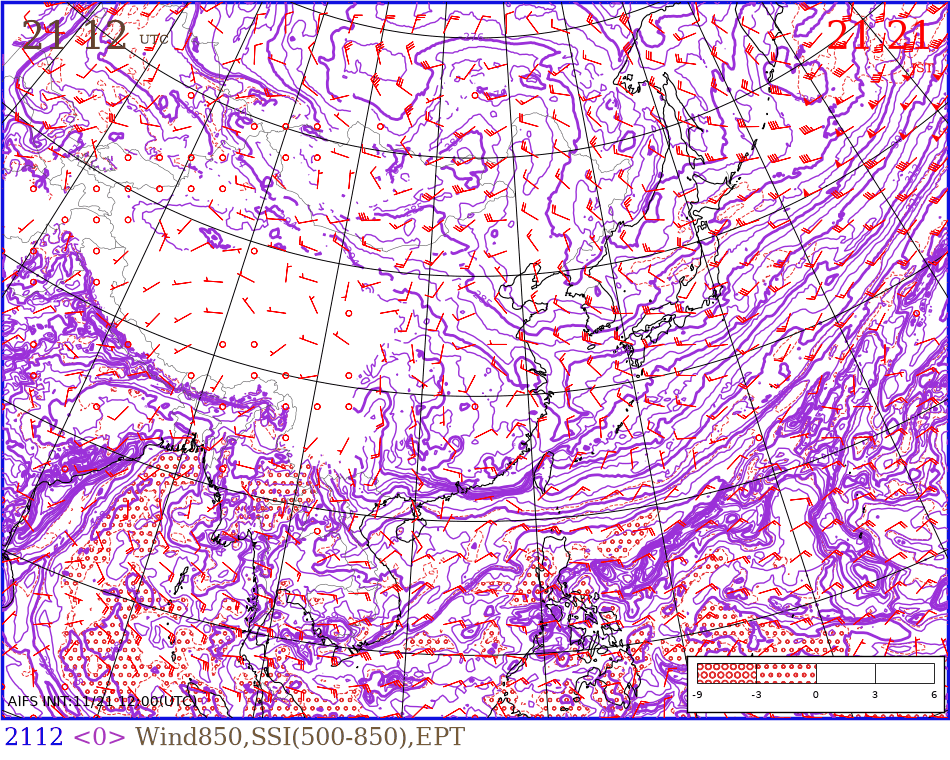 21 12 UTC
21 21
JST
276
AIFS INIT:11/21 12:00(UTC)
-9 -3 0 3 6
2112 <0> Wind850,SSI(500-850),EPT